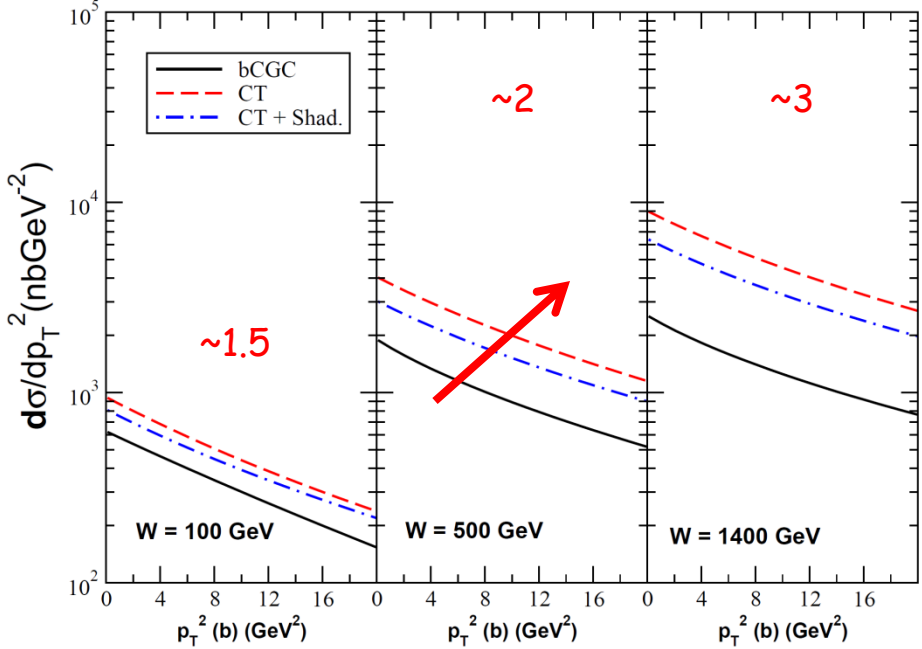 10^5
bCGC
CT
CT + Shad.
~2
~3
10^4
dσ/dp_T^2 (nbGeV^-2)
~1.5
10^3
W = 100 GeV
W = 500 GeV
W = 1400 GeV
10^2
0 4 8 12 16 0 4 8 12 16 0 4 8 12 16
p_T^2 (b) (GeV^2) p_T^2 (b) (GeV^2) p_T^2 (b) (GeV^2)